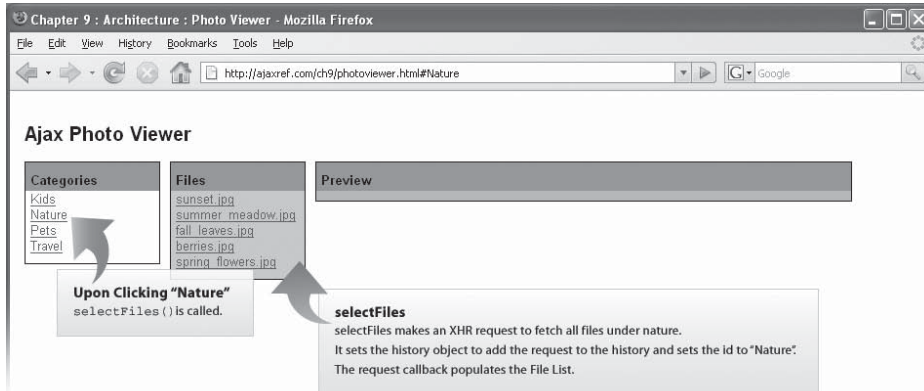 Chapter 9 : Architecture : Photo Viewer - Mozilla Firefox
File Edit View History Bookmarks Tools Help
http://ajaxref.com/ch9/photoviewer.html#Nature
G Google
Ajax Photo Viewer
Categories
Kids
Nature
Pets
Travel
Files
sunset.jpg
summer_meadow.jpg
fall_leaves.jpg
berries.jpg
spring_flowers.jpg
Preview
Upon Clicking “Nature”
selectFiles() is called.
selectFiles
selectFiles makes an XHR request to fetch all files under nature.
It sets the history object to add the request to the history and sets the id to “Nature”.
The request callback populates the File List.